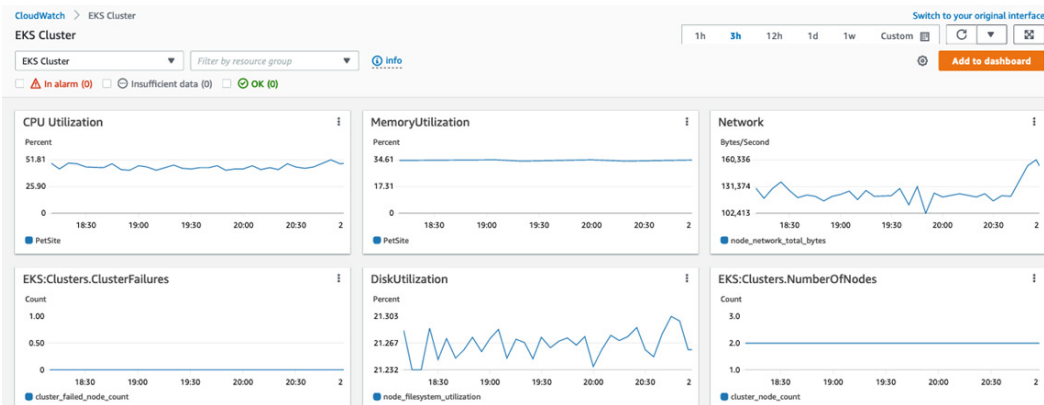 CloudWatch > EKS Cluster
Switch to your original interface
EKS Cluster
1h 3h 12h 1d 1w Custom
EKS Cluster
Filter by resource group
info
Add to dashboard
In alarm (0) Insufficient data (0) OK (0)
CPU Utilization
Percent
51.81
25.90
0
18:30 19:00 19:30 20:00 20:30 2
PetSite
MemoryUtilization
Percent
34.61
17.31
0
18:30 19:00 19:30 20:00 20:30 2
PetSite
Network
Bytes/Second
160,336
131,374
102,413
18:30 19:00 19:30 20:00 20:30 2
node_network_total_bytes
EKS:Clusters.ClusterFailures
Count
1.00
0.50
0
18:30 19:00 19:30 20:00 20:30 2
cluster_failed_node_count
DiskUtilization
Percent
21.303
21.267
21.232
18:30 19:00 19:30 20:00 20:30 2
node_filesystem_utilization
EKS:Clusters.NumberOfNodes
Count
3.0
2.0
1.0
18:30 19:00 19:30 20:00 20:30 2
cluster_node_count